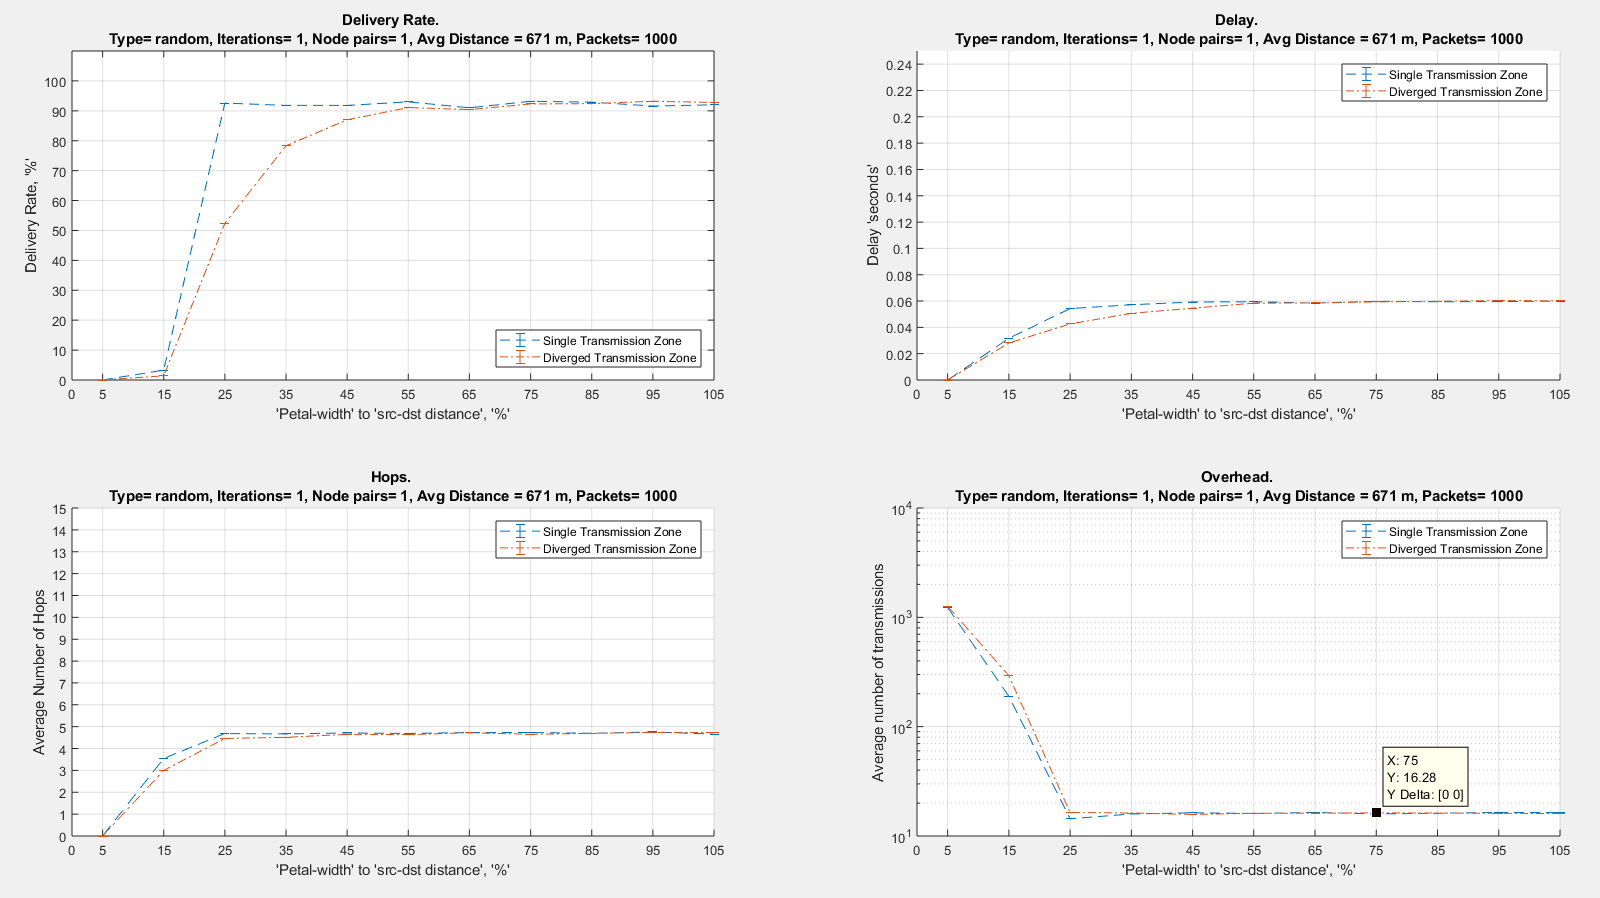 Delivery Rate.
Type= random, Iterations= 1, Node pairs= 1, Avg Distance = 671 m, Packets= 1000
100
90
80
70
60
50
40
30
20
10
0
Delivery Rate, '%'
Single Transmission Zone
Diverged Transmission Zone
0 5 15 25 35 45 55 65 75 85 95 105
'Petal-width' to 'src-dst distance', '%'
Delay.
Type= random, Iterations= 1, Node pairs= 1, Avg Distance = 671 m, Packets= 1000
0.24
0.22
0.2
0.18
0.16
0.14
0.12
0.1
0.08
0.06
0.04
0.02
0
Delay 'seconds'
Single Transmission Zone
Diverged Transmission Zone
0 5 15 25 35 45 55 65 75 85 95 105
'Petal-width' to 'src-dst distance', '%'
Hops.
Type= random, Iterations= 1, Node pairs= 1, Avg Distance = 671 m, Packets= 1000
15
14
13
12
11
10
9
8
7
6
5
4
3
2
1
0
Average Number of Hops
Single Transmission Zone
Diverged Transmission Zone
0 5 15 25 35 45 55 65 75 85 95 105
'Petal-width' to 'src-dst distance', '%'
Overhead.
Type= random, Iterations= 1, Node pairs= 1, Avg Distance = 671 m, Packets= 1000
10^4
10^3
10^2
10^1
Average number of transmissions
Single Transmission Zone
Diverged Transmission Zone
X: 75
Y: 16.28
Y Delta: [0 0]
0 5 15 25 35 45 55 65 75 85 95 105
'Petal-width' to 'src-dst distance', '%'